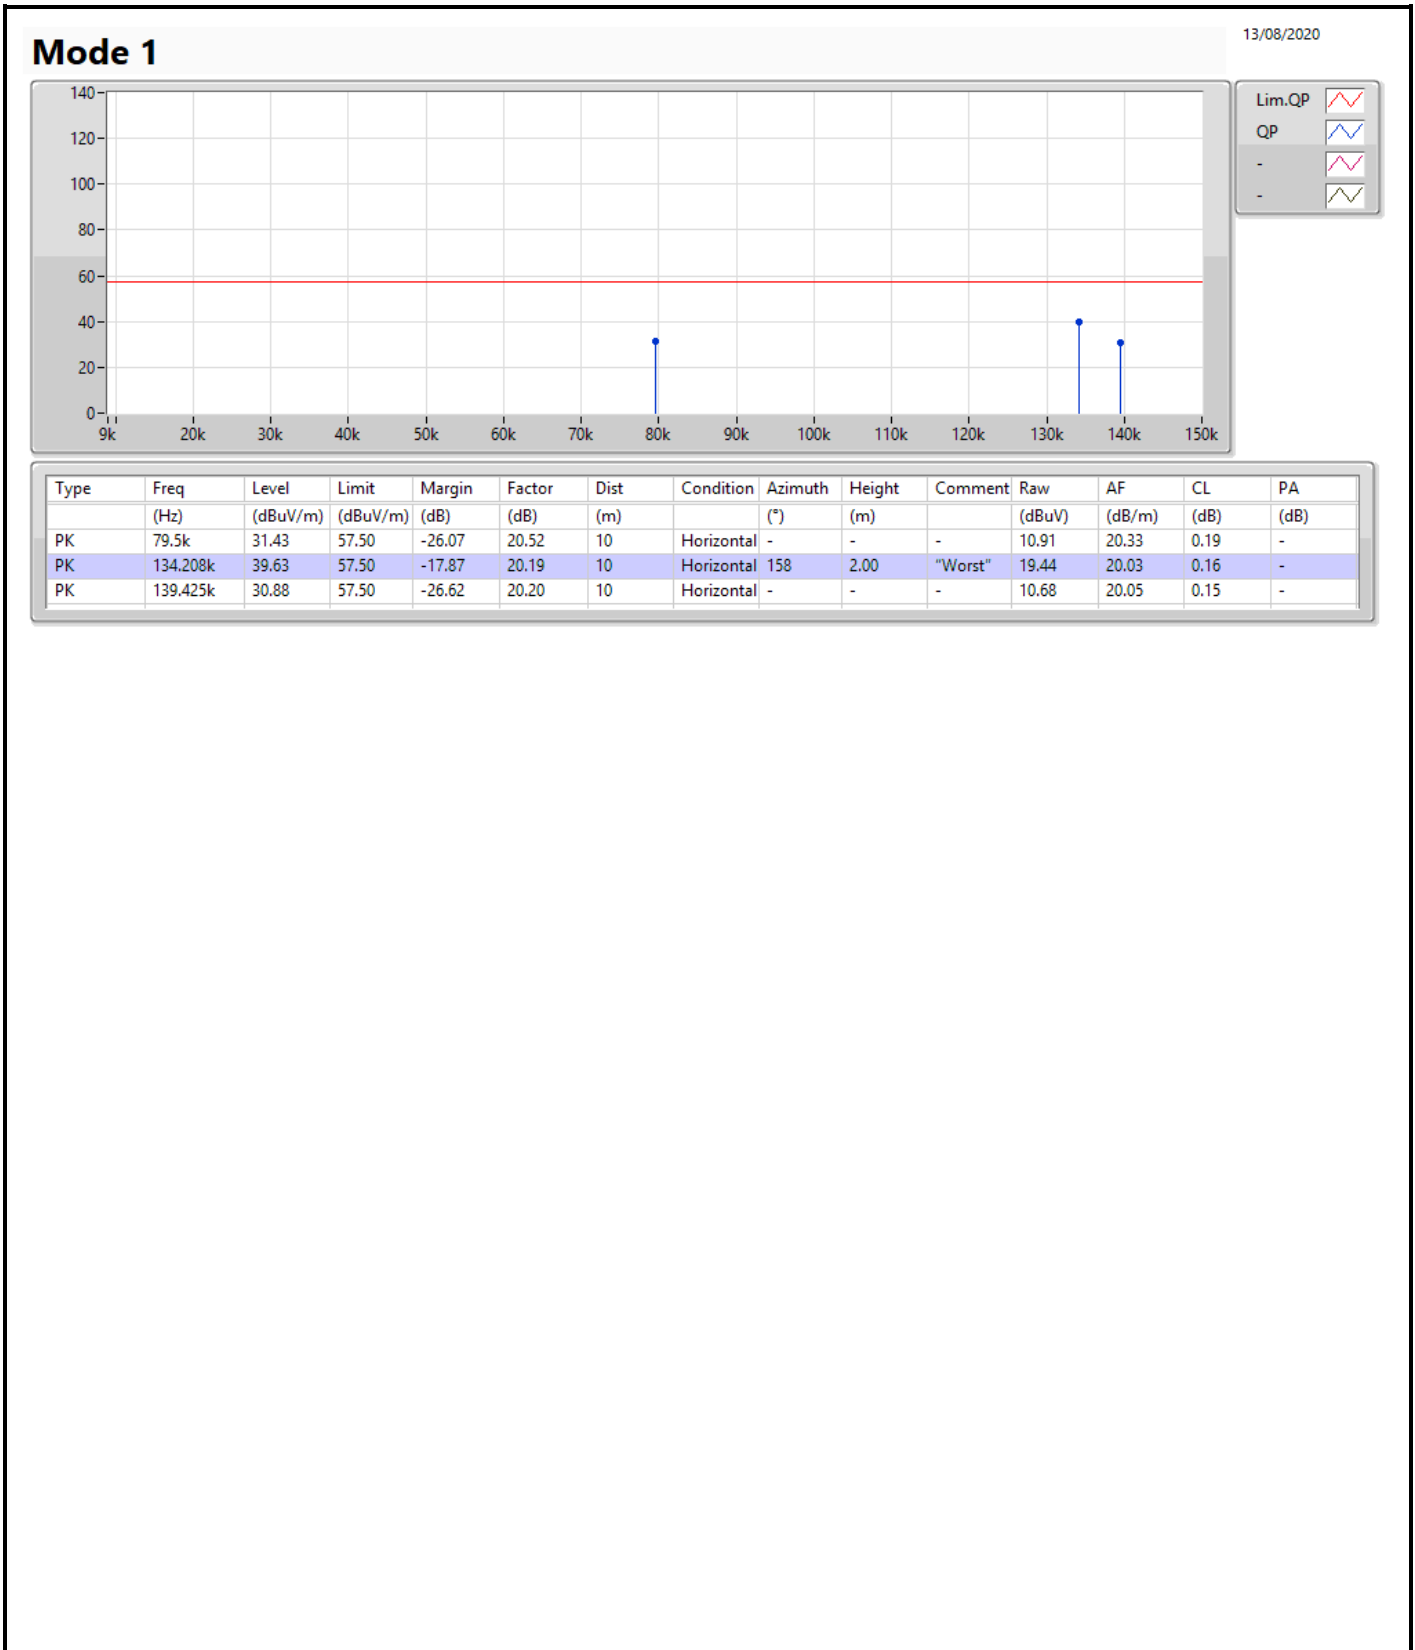 Mode 1
13/08/2020
140
120
100
80
60
40
20
0
9k 20k 30k 40k 50k 60k 70k 80k 90k 100k 110k 120k 130k 140k 150k
Lim.QP
QP
-
-
Type Freq Level Limit Margin Factor Dist Condition Azimuth Height Comment Raw AF CL PA
(Hz) (dBuV/m) (dBuV/m) (dB) (dB) (m) (°) (m) (dBuV) (dB/m) (dB) (dB)
PK 79.5k 31.43 57.50 -26.07 20.52 10 Horizontal - - - 10.91 20.33 0.19 -
PK 134.208k 39.63 57.50 -17.87 20.19 10 Horizontal 158 2.00 “Worst” 19.44 20.03 0.16 -
PK 139.425k 30.88 57.50 -26.62 20.20 10 Horizontal - - - 10.68 20.05 0.15 -